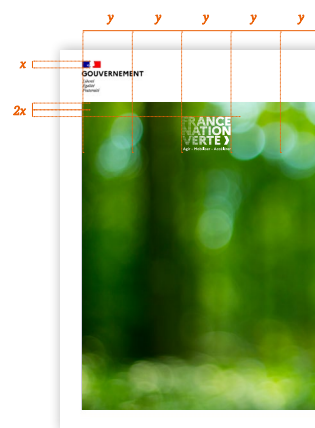 y y y y y
x
GOUVERNEMENT
Liberté
Égalité
Fraternité
2x
FRANCE
NATION
VERTE
Agir • Mobiliser • Accélérer